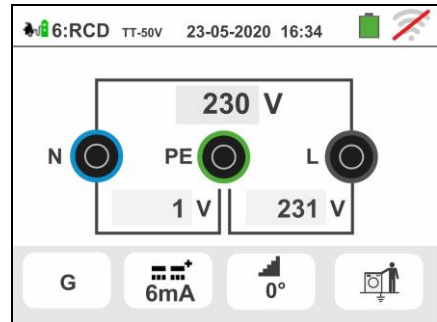 6:RCD TT-50V 23-05-2020 16:34
230 V
N PE L
1 V 231 V
G 6mA 0°